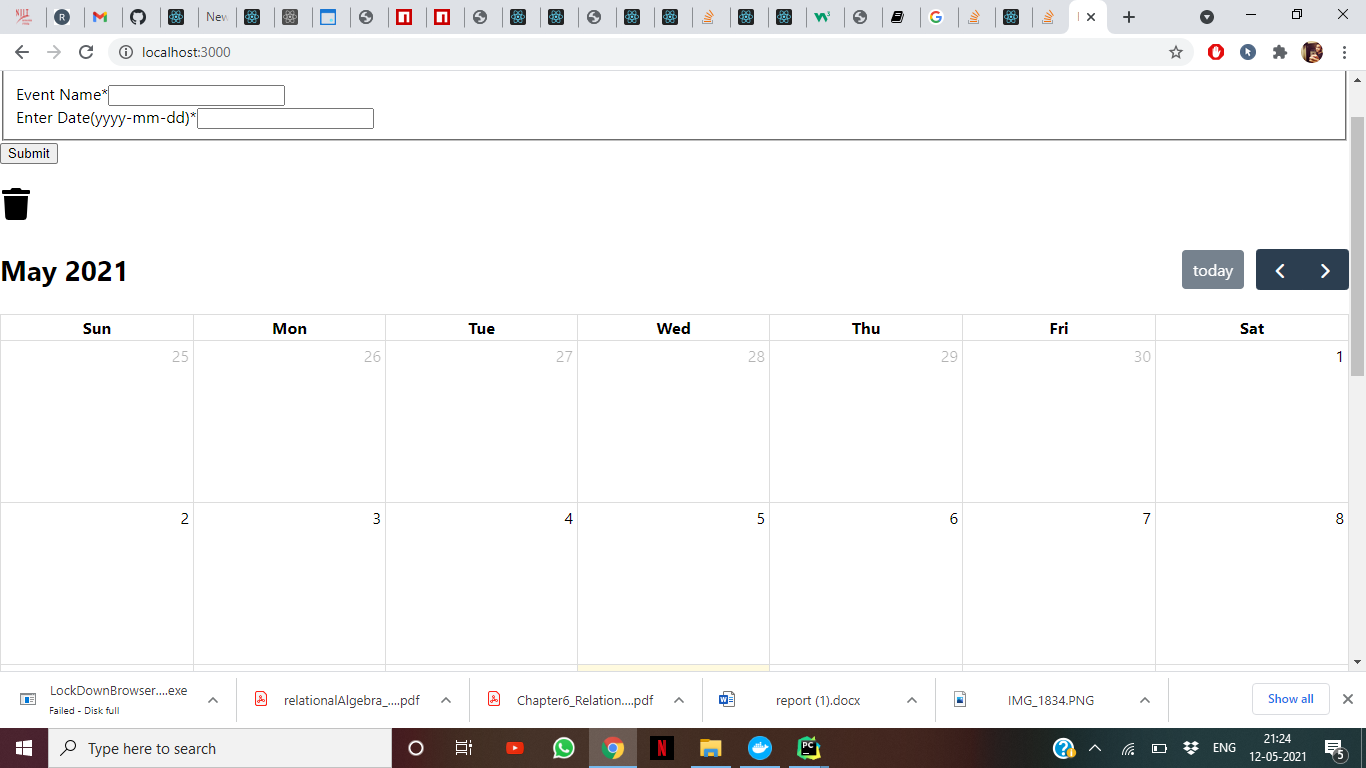 New
localhost:3000
Event Name*
Enter Date(yyyy-mm-dd)*
Submit
May 2021
today
Sun Mon Tue Wed Thu Fri Sat
25 26 27 28 29 30 1
2 3 4 5 6 7 8
LockDownBrowser....exe
Failed - Disk full
relationalAlgebra_....pdf
Chapter6_Relation....pdf
report (1).docx
IMG_1834.PNG
Show all
Type here to search
N
PC
ENG
21:24
12-05-2021
5